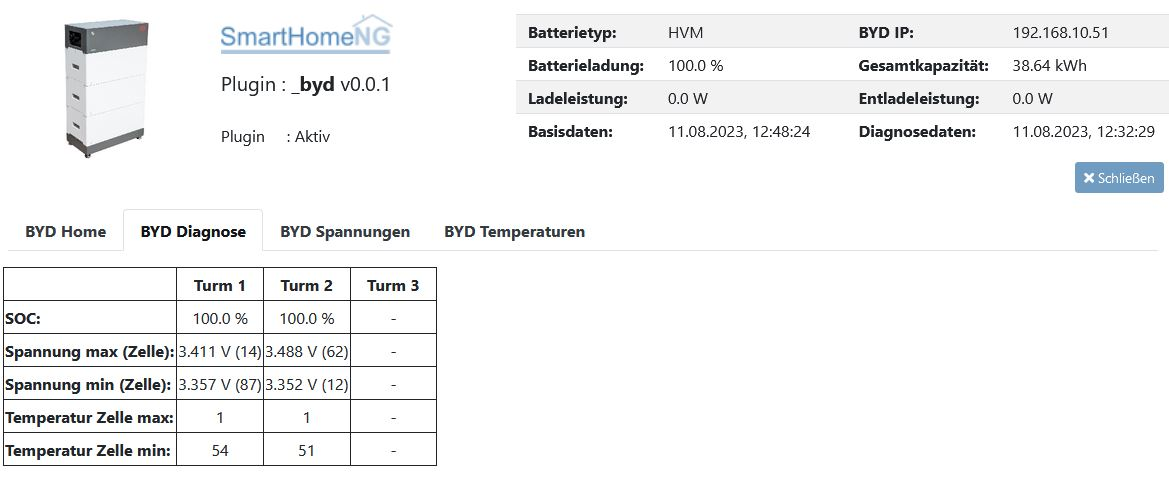 SmartHomeNG
Plugin : _byd v0.0.1
Plugin : Aktiv
Batterietyp: HVM BYD IP: 192.168.10.51
Batterieladung: 100.0 % Gesamtkapazität: 38.64 kWh
Ladeleistung: 0.0 W Entladeleistung: 0.0 W
Basisdaten: 11.08.2023, 12:48:24 Diagnosedaten: 11.08.2023, 12:32:29
Schließen
BYD Home BYD Diagnose BYD Spannungen BYD Temperaturen
Turm 1 Turm 2 Turm 3
SOC: 100.0 % 100.0 % -
Spannung max (Zelle): 3.411 V (14) 3.488 V (62) -
Spannung min (Zelle): 3.357 V (87) 3.352 V (12) -
Temperatur Zelle max: 1 1 -
Temperatur Zelle min: 54 51 -